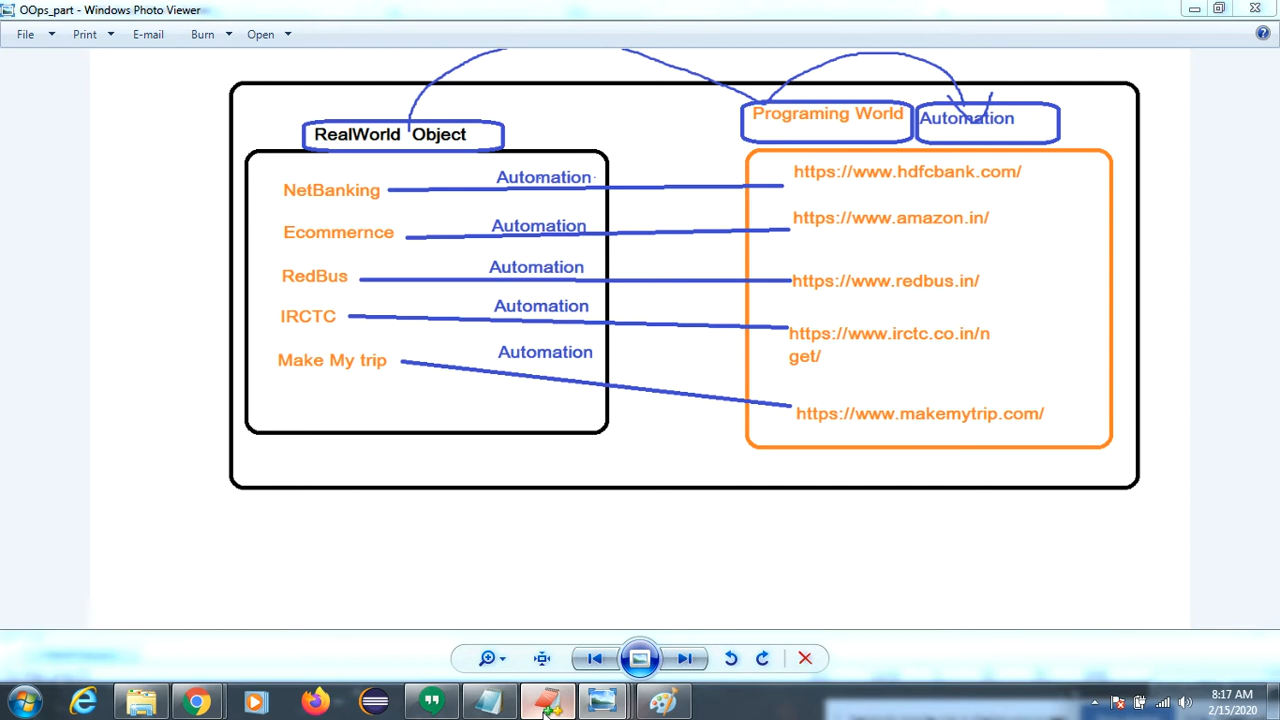 OOps_part - Windows Photo Viewer
File Print E-mail Burn Open
Programing World
Automation
RealWorld Object
NetBanking Automation https://www.hdfcbank.com/
Ecommernce Automation https://www.amazon.in/
RedBus Automation https://www.redbus.in/
IRCTC Automation https://www.irctc.co.in/n
get/
Make My trip Automation
https://www.makemytrip.com/
8:17 AM
2/15/2020